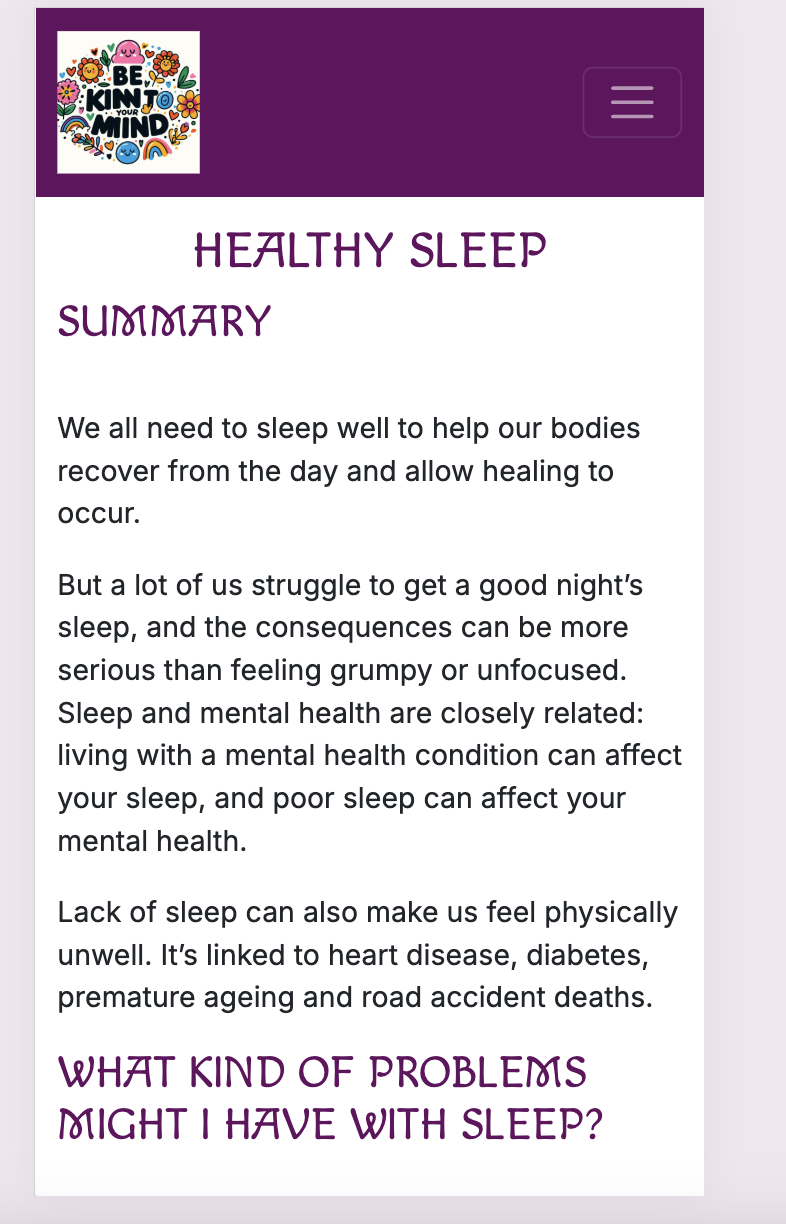 BE
KINN TO
YOUR
MIIND
HEALTHY SLEEP
SUMMARY
We all need to sleep well to help our bodies
recover from the day and allow healing to
occur.
But a lot of us struggle to get a good night’s
sleep, and the consequences can be more
serious than feeling grumpy or unfocused.
Sleep and mental health are closely related:
living with a mental health condition can affect
your sleep, and poor sleep can affect your
mental health.
Lack of sleep can also make us feel physically
unwell. It’s linked to heart disease, diabetes,
premature ageing and road accident deaths.
WHAT KIND OF PROBLEMS
MIGHT I HAVE WITH SLEEP?